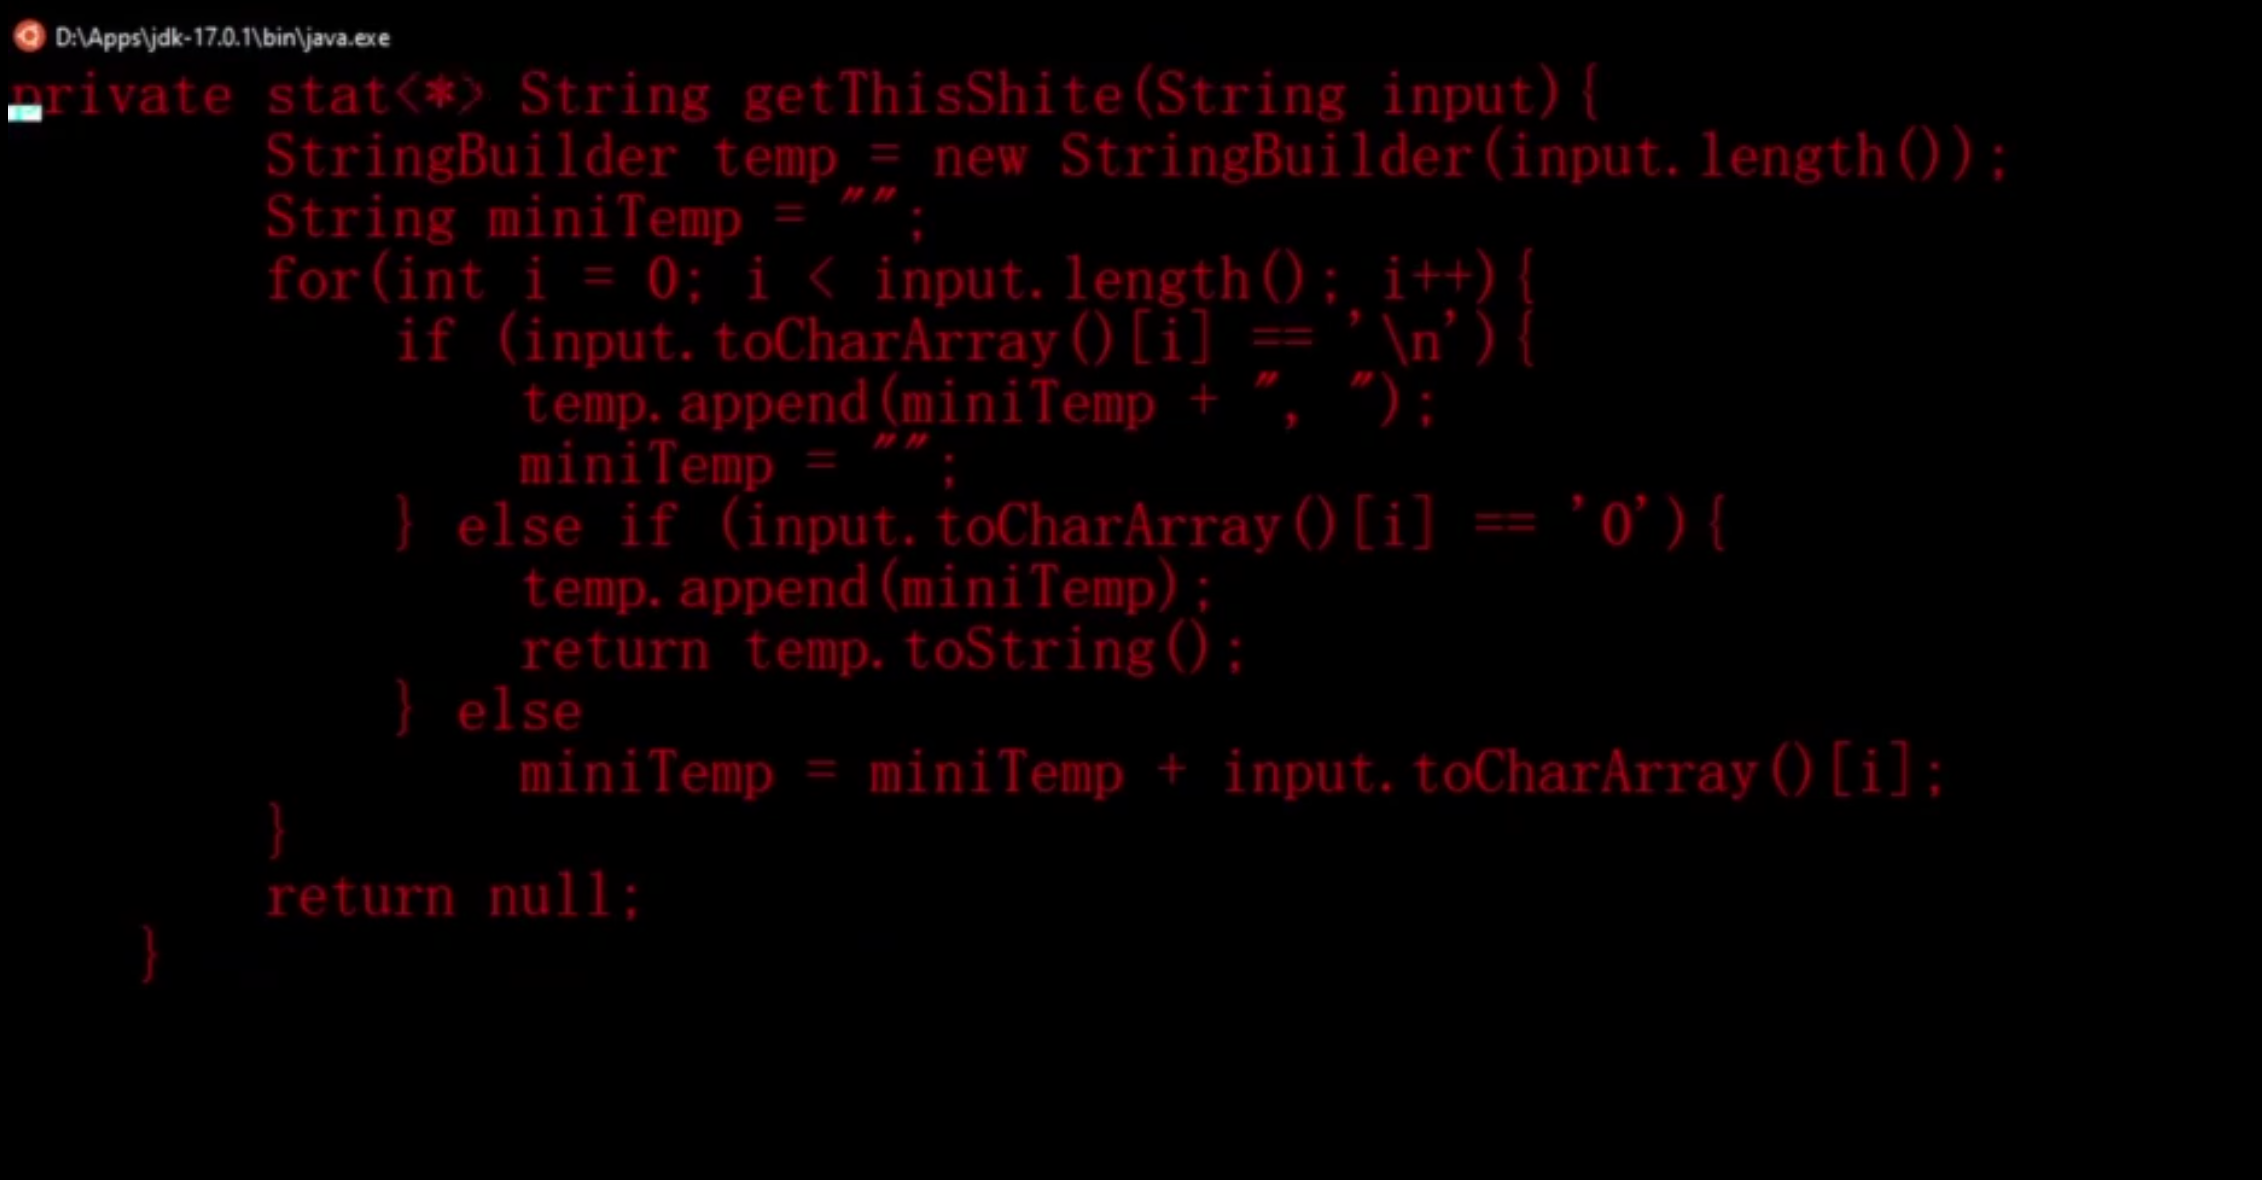 D:\Apps\jdk-17.0.1\bin\java.exe
private stat<*> String getThisShite(String input){
        StringBuilder temp = new StringBuilder(input.length());
        String miniTemp = "";
        for(int i = 0; i < input.length(); i++){
            if (input.toCharArray()[i] == '\n'){
                temp.append(miniTemp + ", ");
                miniTemp = "";
            } else if (input.toCharArray()[i] == '0'){
                temp.append(miniTemp);
                return temp.toString();
            } else
                miniTemp = miniTemp + input.toCharArray()[i];
        }
        return null;
    }